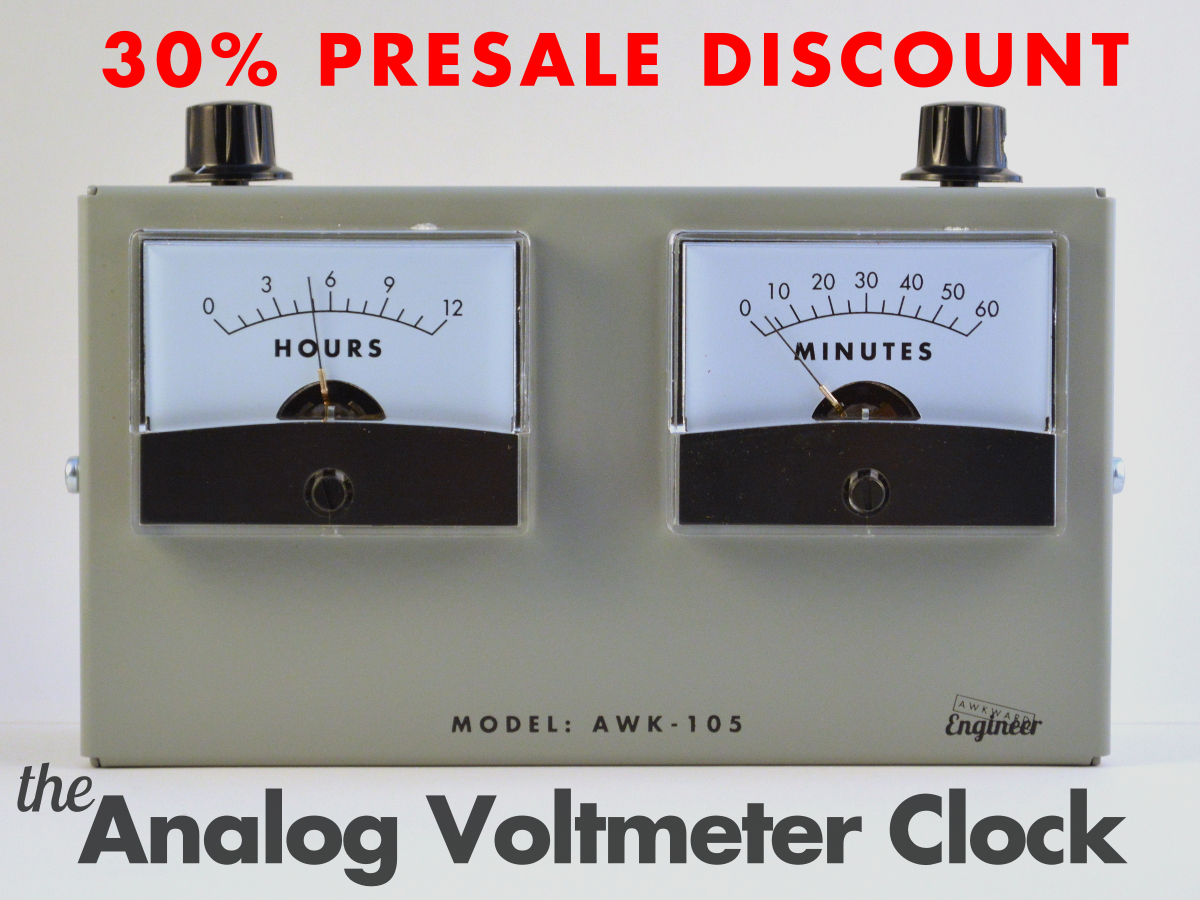 30% PRESALE DISCOUNT
0 3 6 9 12
HOURS
0 10 20 30 40 50 60
MINUTES
MODEL: AWK-105
AWKWARD
Engineer
the
Analog Voltmeter Clock